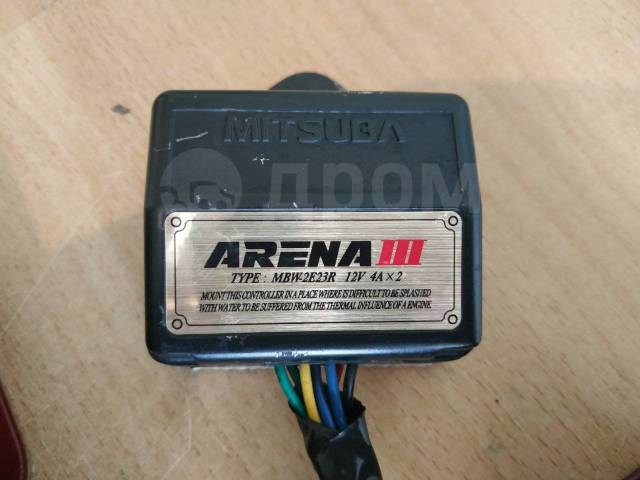 MITSUBA
дром
ARENA III
TYPE : MBW-2E23R 12V 4A×2
MOUNT THIS CONTROLLER IN A PLACE WHERE IS DIFFICULT TO BE SPLASHED
WITH WATER TO BE SUFFERED FROM THE THERMAL INFLUENCE OF A ENGINE.